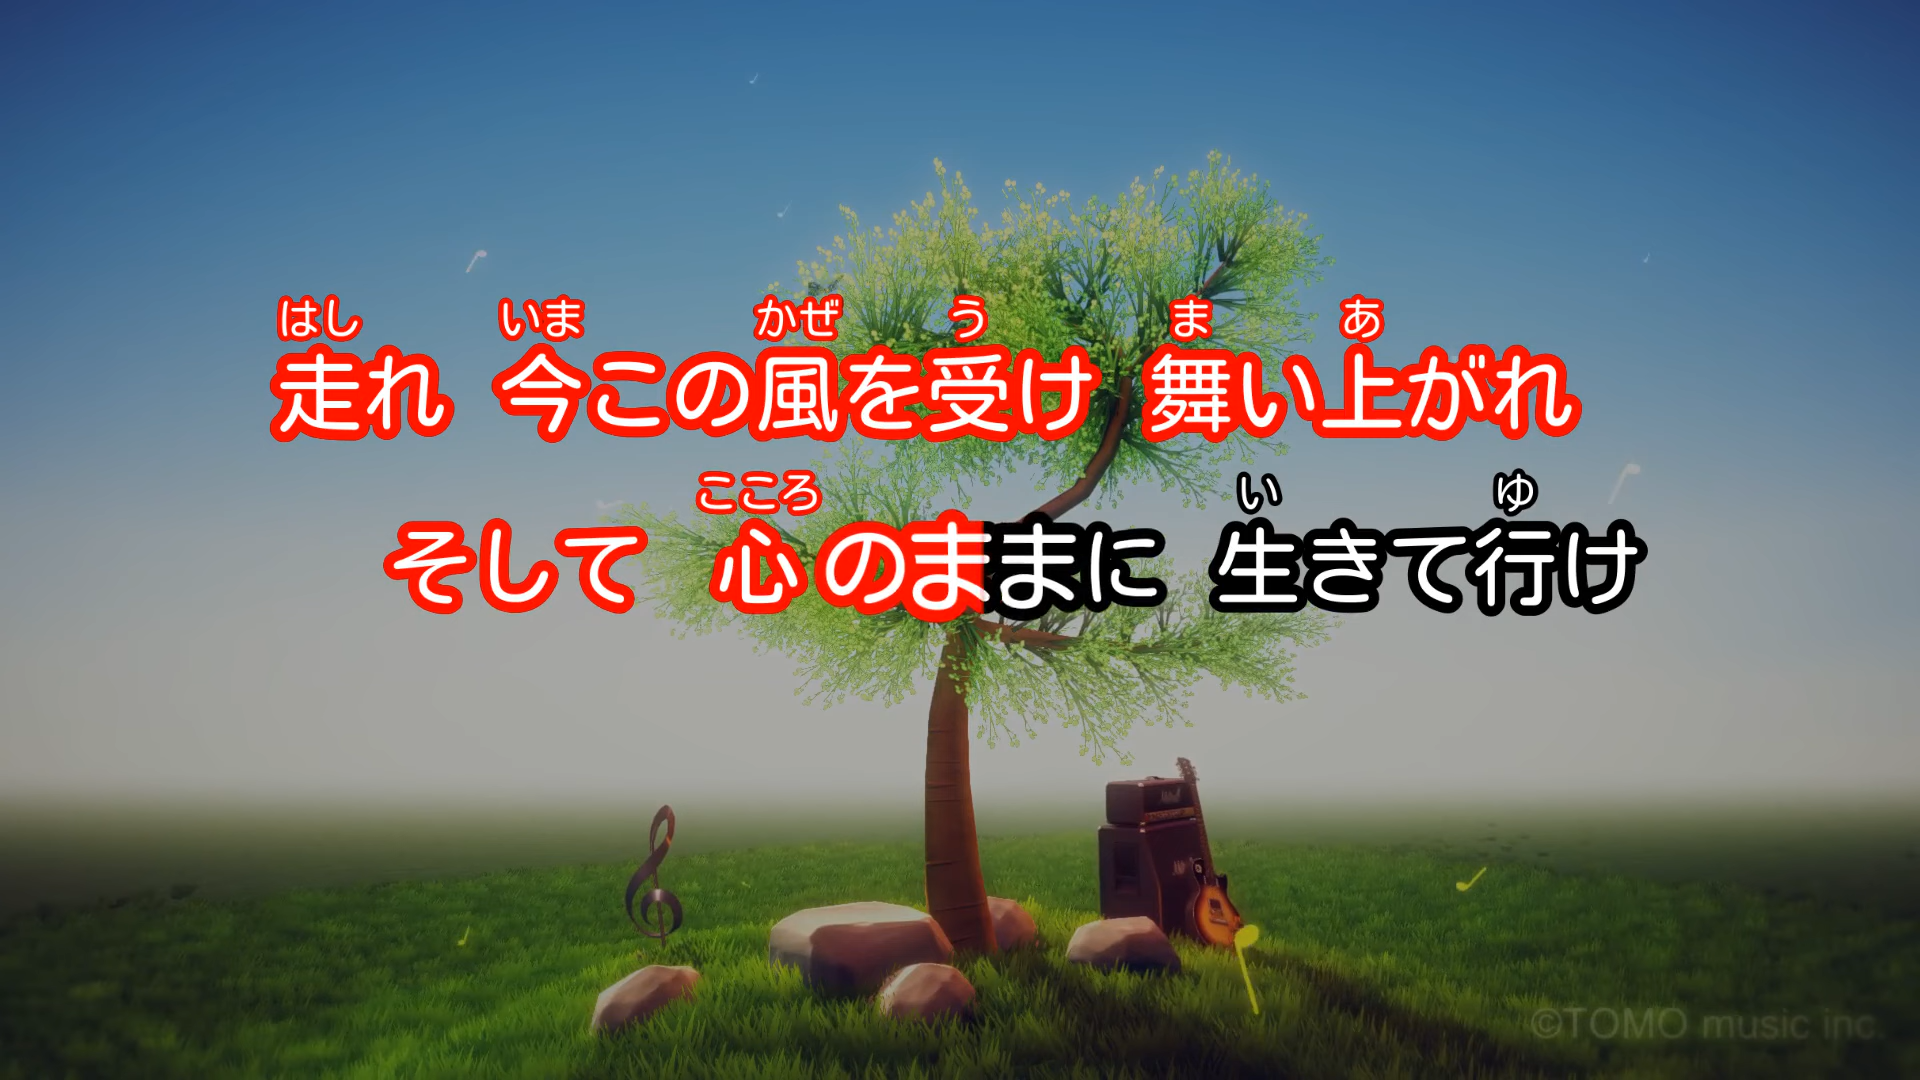 はし いま かぜ う ま あ
走れ 今この風を受け 舞い上がれ
こころ い ゆ
そして 心のままに 生きて行け
©TOMO music inc.